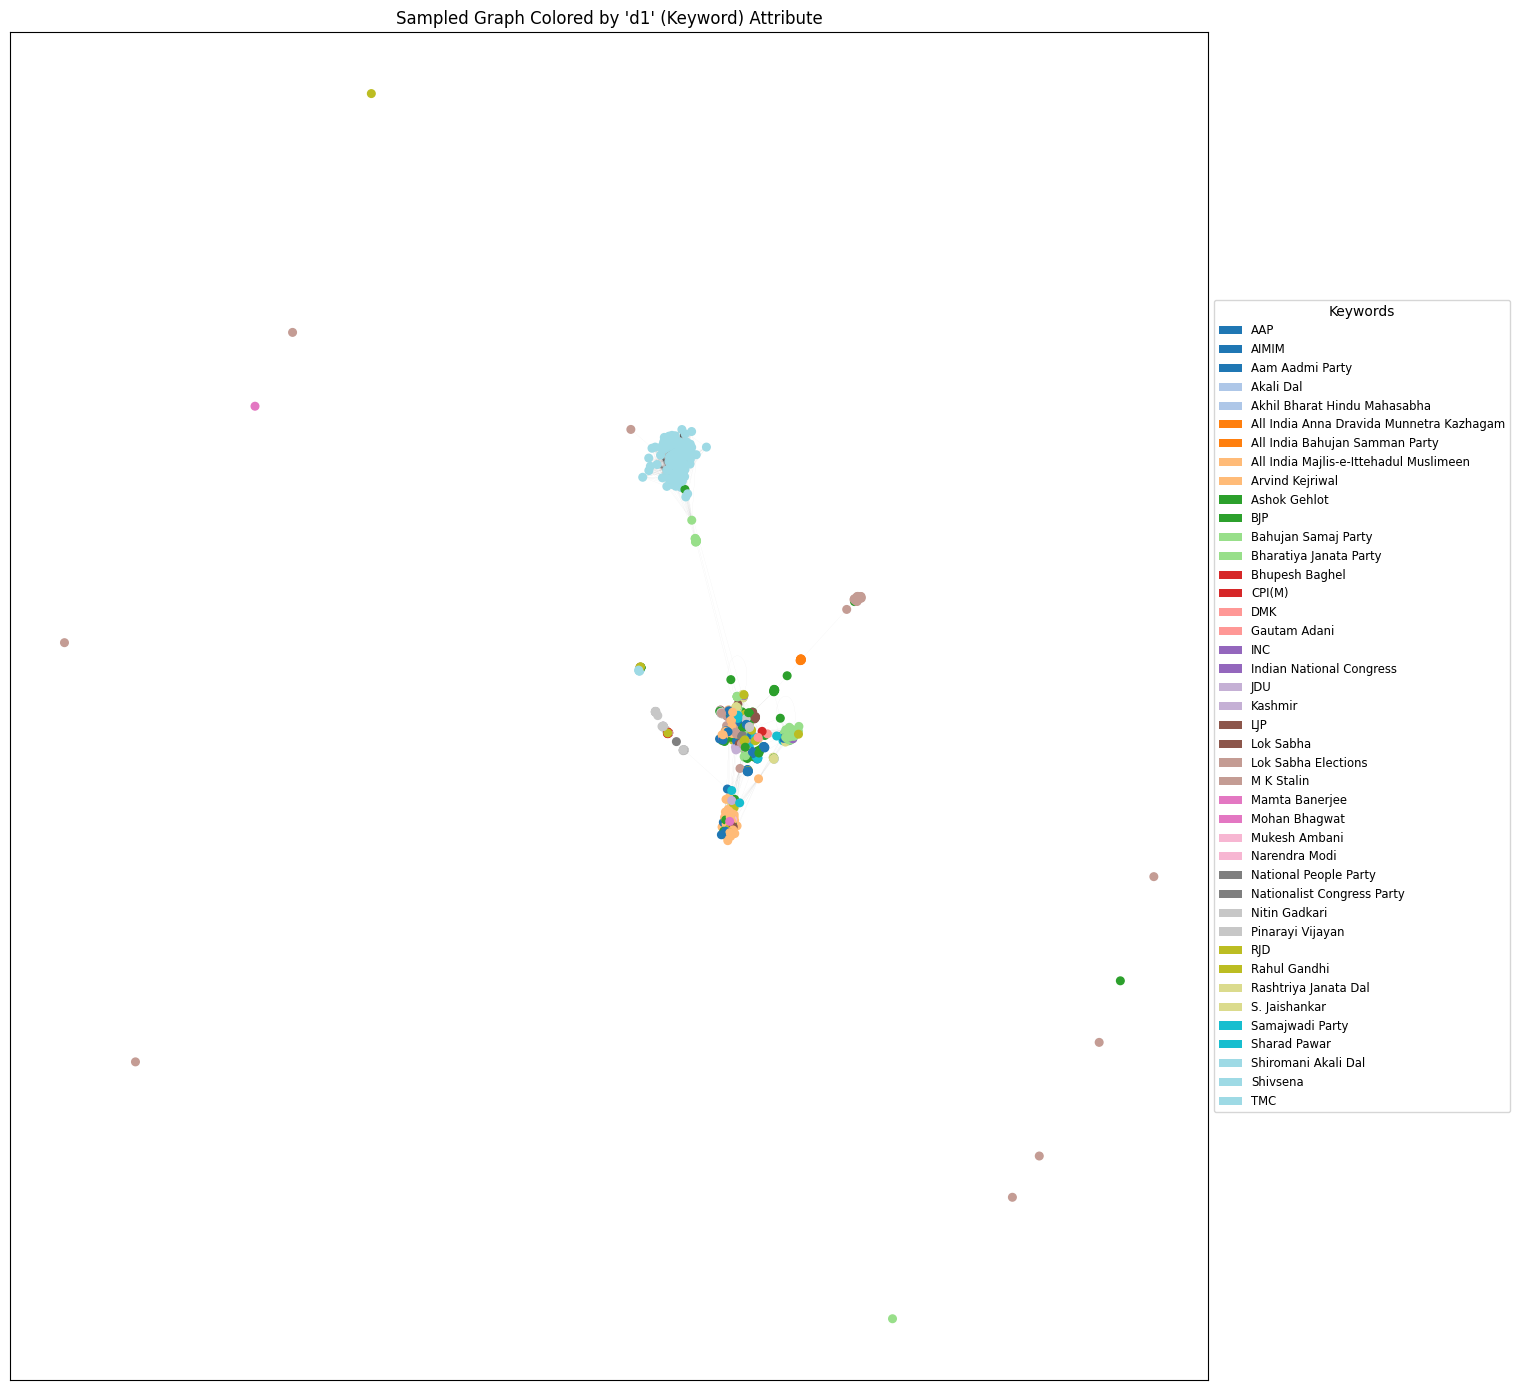 Sampled Graph Colored by 'd1' (Keyword) Attribute
Keywords
AAP
AIMIM
Aam Aadmi Party
Akali Dal
Akhil Bharat Hindu Mahasabha
All India Anna Dravida Munnetra Kazhagam
All India Bahujan Samman Party
All India Majlis-e-Ittehadul Muslimeen
Arvind Kejriwal
Ashok Gehlot
BJP
Bahujan Samaj Party
Bharatiya Janata Party
Bhupesh Baghel
CPI(M)
DMK
Gautam Adani
INC
Indian National Congress
JDU
Kashmir
LJP
Lok Sabha
Lok Sabha Elections
M K Stalin
Mamta Banerjee
Mohan Bhagwat
Mukesh Ambani
Narendra Modi
National People Party
Nationalist Congress Party
Nitin Gadkari
Pinarayi Vijayan
RJD
Rahul Gandhi
Rashtriya Janata Dal
S. Jaishankar
Samajwadi Party
Sharad Pawar
Shiromani Akali Dal
Shivsena
TMC